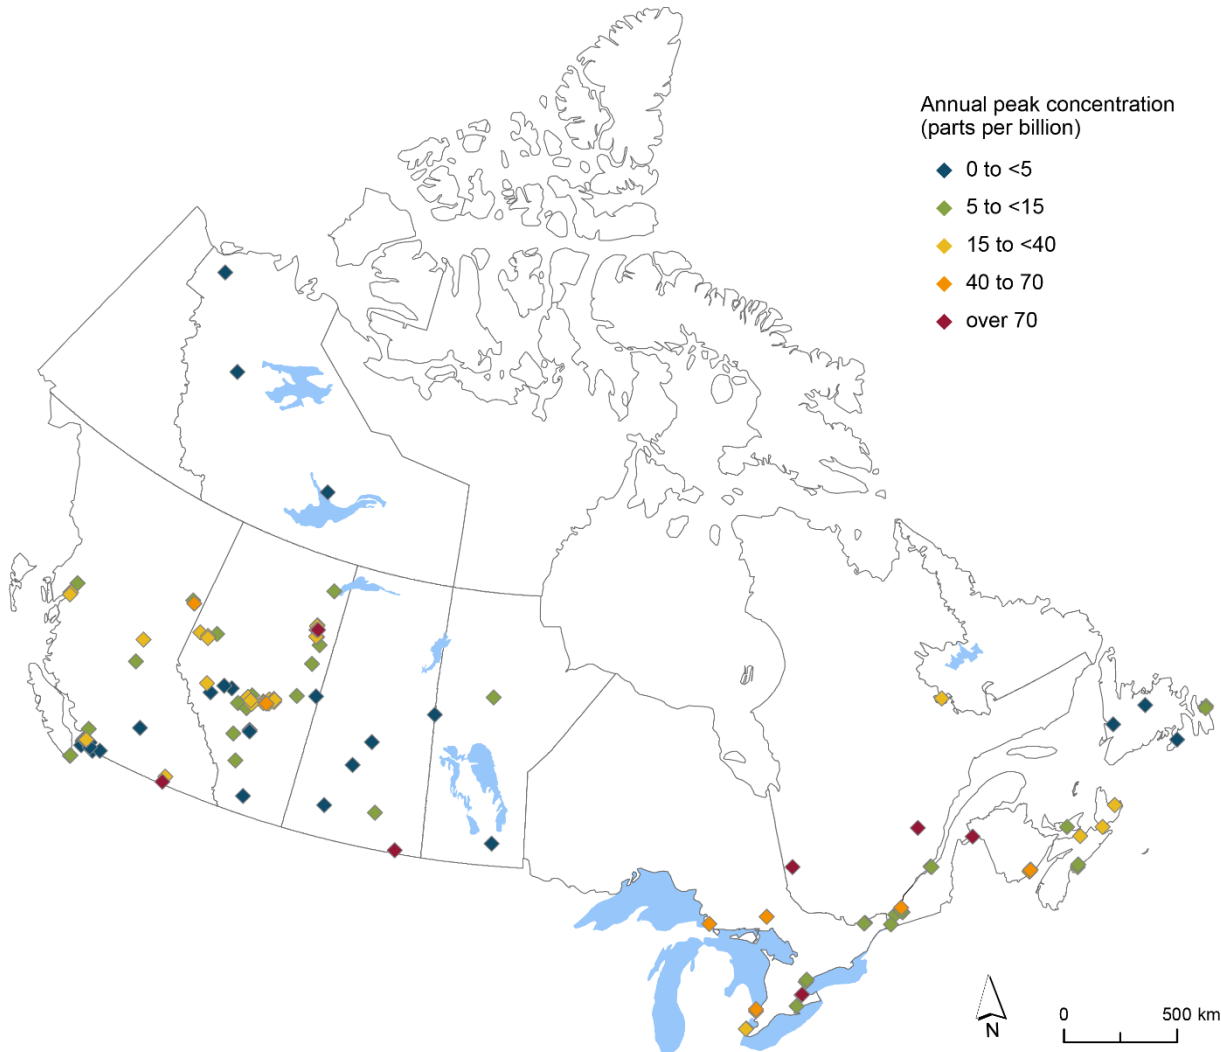 Annual peak concentration
(parts per billion)
0 to <5
5 to <15
15 to <40
40 to 70
over 70
N
0 500 km